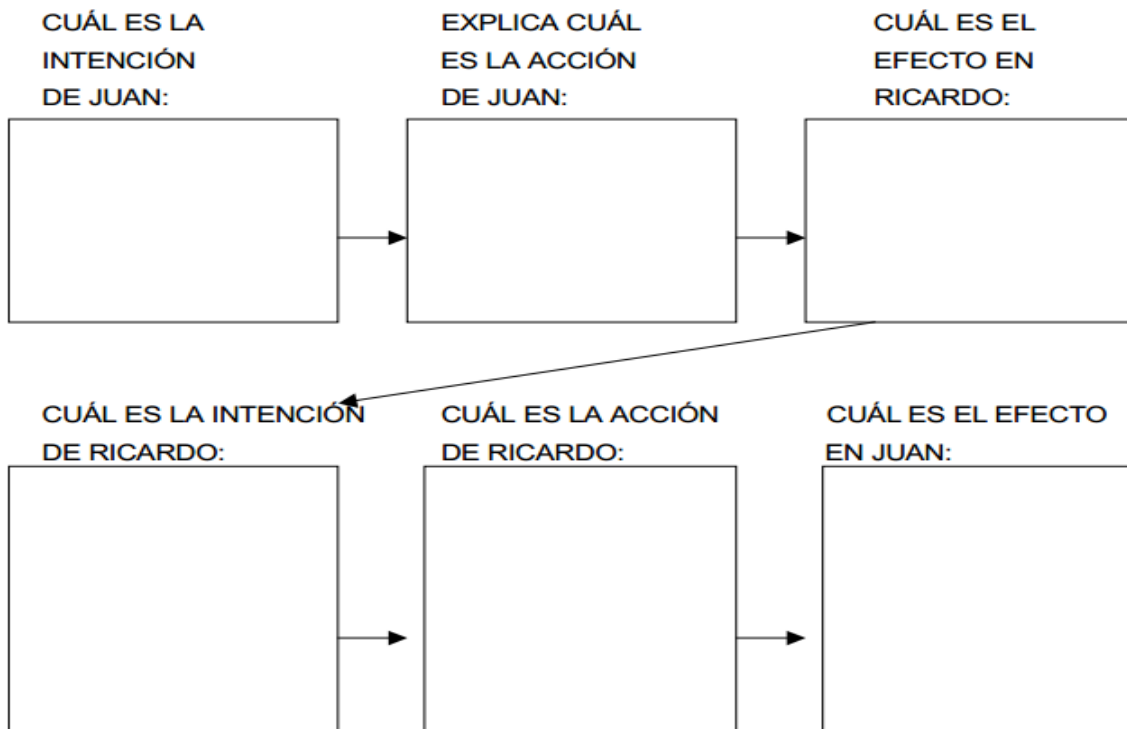 CUÁL ES LA
INTENCIÓN
DE JUAN:
EXPLICA CUÁL
ES LA ACCIÓN
DE JUAN:
CUÁL ES EL
EFECTO EN
RICARDO:
CUÁL ES LA INTENCIÓN
DE RICARDO:
CUÁL ES LA ACCIÓN
DE RICARDO:
CUÁL ES EL EFECTO
EN JUAN: